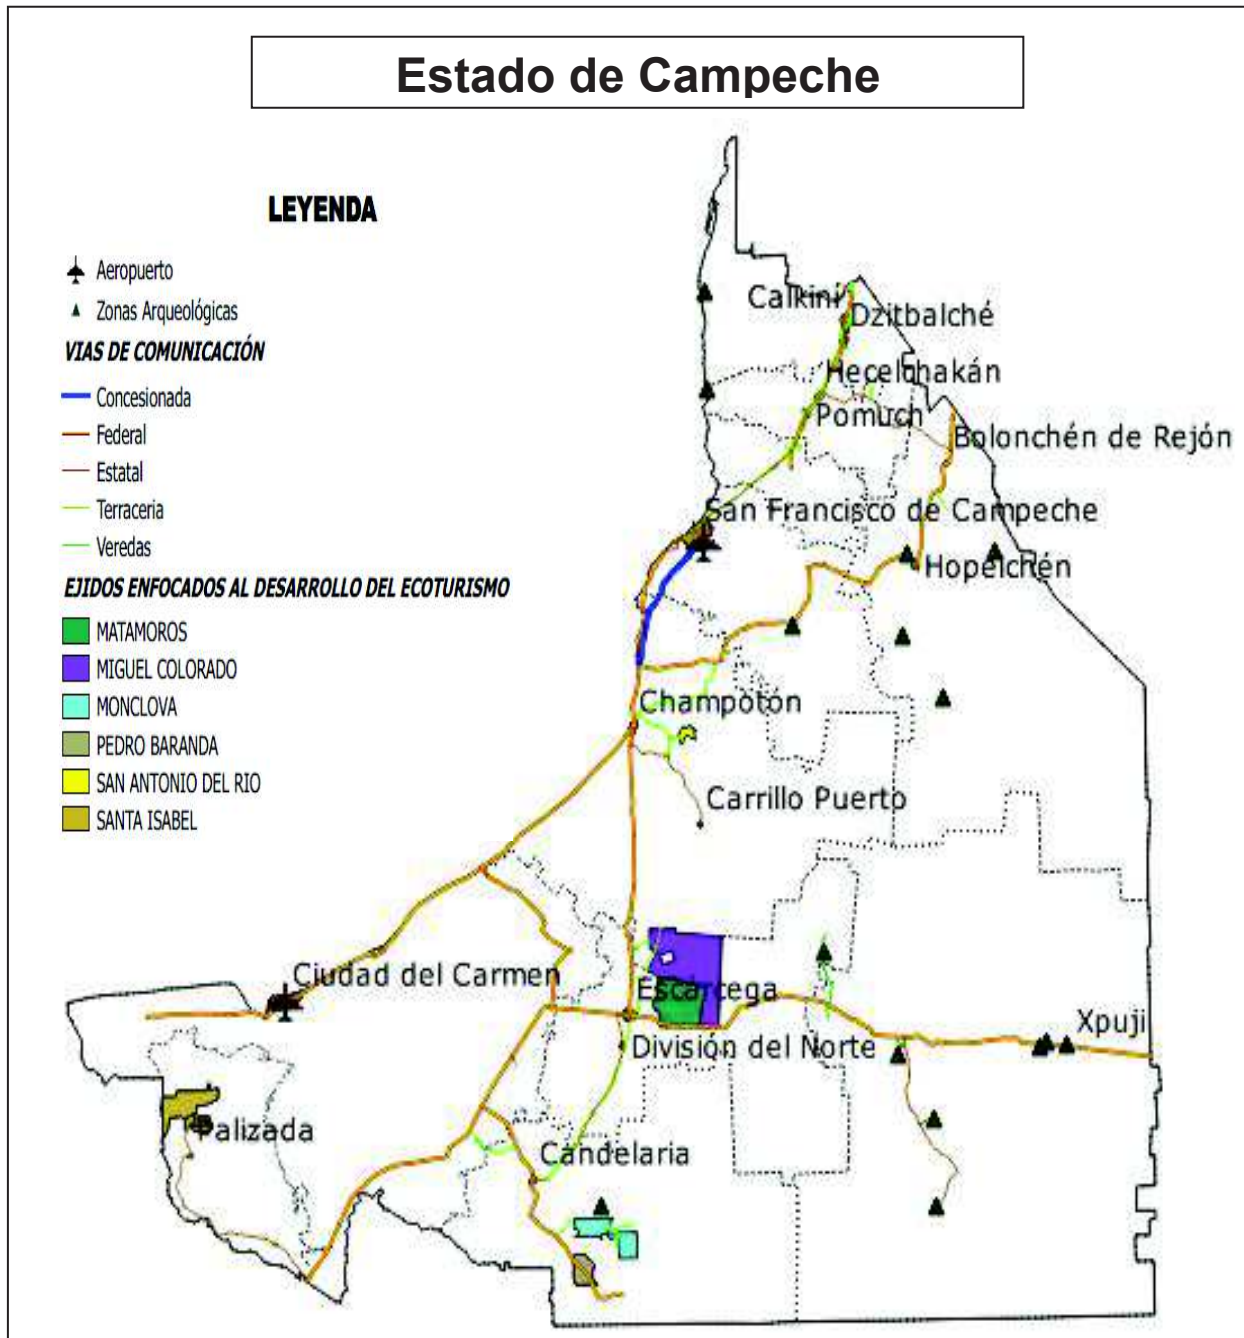 Estado de Campeche
LEYENDA
Aeropuerto
Zonas Arqueológicas
VIAS DE COMUNICACIÓN
Concesionada
Federal
Estatal
Terraceria
Veredas
EJIDOS ENFOCADOS AL DESARROLLO DEL ECOTURISMO
MATAMOROS
MIGUEL COLORADO
MONCLOVA
PEDRO BARANDA
SAN ANTONIO DEL RIO
SANTA ISABEL
Calkini
Dzitbalché
Hecelchakán
Pomuch
Bolonchén de Rejón
San Francisco de Campeche
Hopelchén
Champotón
Carrillo Puerto
Ciudad del Carmen
Escárcega
Xpuji
División del Norte
Palizada
Candelaria